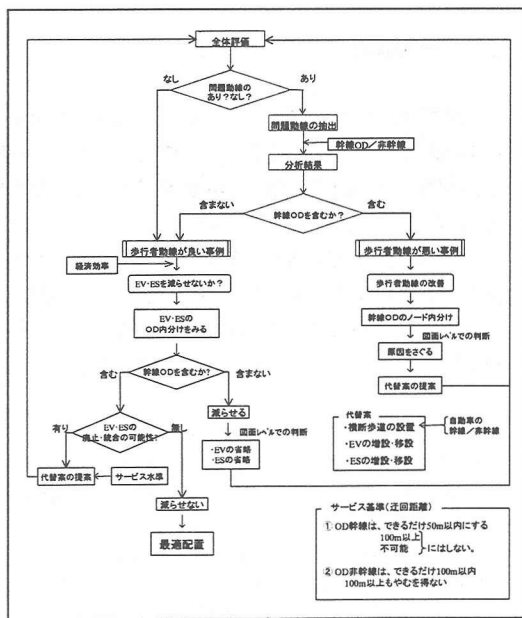 全体評価
なし
あり
問題動線の
あり?なし?
問題動線の抽出
幹線OD/非幹線
分析結果
含まない
幹線ODを含むか?
含む
歩行者動線が良い事例
歩行者動線が悪い事例
経済効率
EV・ESを減らせないか?
歩行者動線の改善
EV・ESの
OD内分けをみる
幹線ODのノード内分け
図面レベルでの判断
原因をさぐる
幹線ODを含むか?
含む
含まない
代替案の提案
減らせる
有り
EV・ESの
廃止・統合の可能性?
無し
図面レベルでの判断
・EVの省略
・ESの省略
代替案
・横断歩道の設置
・EVの増設・移設
・ESの増設・移設
自動車の
幹線/非幹線
代替案の提案
サービス水準
減らせない
最適配置
サービス基準(迂回距離)
① OD幹線は、できるだけ50m以内にする
100m以上
不可能
にはしない。
② OD非幹線は、できるだけ100m以内
100m以上もやむを得ない